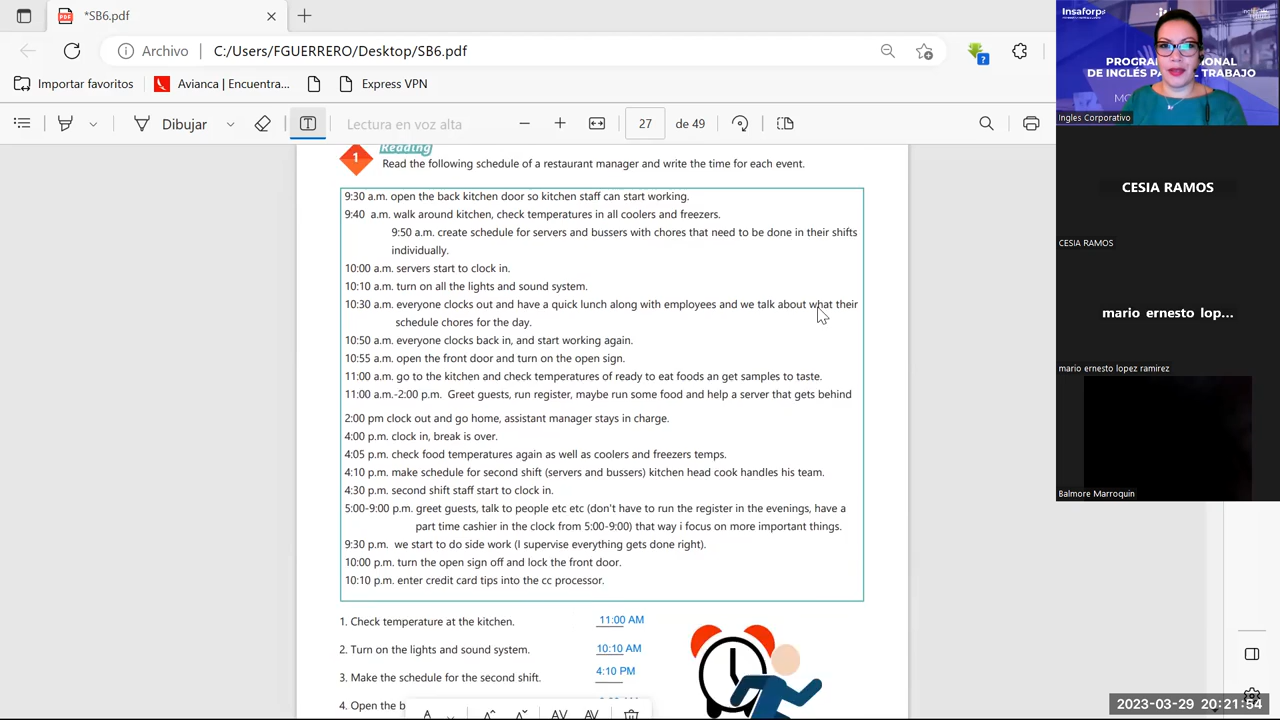 *SB6.pdf
Archivo C:/Users/FGUERRERO/Desktop/SB6.pdf
Importar favoritos Avianca | Encuentra... Express VPN
Dibujar Lectura en voz alta 27 de 49
1 Reading
Read the following schedule of a restaurant manager and write the time for each event.
9:30 a.m. open the back kitchen door so kitchen staff can start working.
9:40 a.m. walk around kitchen, check temperatures in all coolers and freezers.
9:50 a.m. create schedule for servers and bussers with chores that need to be done in their shifts
individually.
10:00 a.m. servers start to clock in.
10:10 a.m. turn on all the lights and sound system.
10:30 a.m. everyone clocks out and have a quick lunch along with employees and we talk about what their
schedule chores for the day.
10:50 a.m. everyone clocks back in, and start working again.
10:55 a.m. open the front door and turn on the open sign.
11:00 a.m. go to the kitchen and check temperatures of ready to eat foods an get samples to taste.
11:00 a.m.-2:00 p.m. Greet guests, run register, maybe run some food and help a server that gets behind
2:00 pm clock out and go home, assistant manager stays in charge.
4:00 p.m. clock in, break is over.
4:05 p.m. check food temperatures again as well as coolers and freezers temps.
4:10 p.m. make schedule for second shift (servers and bussers) kitchen head cook handles his team.
4:30 p.m. second shift staff start to clock in.
5:00-9:00 p.m. greet guests, talk to people etc etc (don't have to run the register in the evenings, have a
part time cashier in the clock from 5:00-9:00) that way i focus on more important things.
9:30 p.m. we start to do side work (I supervise everything gets done right).
10:00 p.m. turn the open sign off and lock the front door.
10:10 p.m. enter credit card tips into the cc processor.
1. Check temperature at the kitchen. 11:00 AM
2. Turn on the lights and sound system. 10:10 AM
3. Make the schedule for the second shift. 4:10 PM
4. Open the b
Insaforp
PROGRAMA
DE INGLÉS TRABAJO
Ingles Corporativo
CESIA RAMOS
CESIA RAMOS
mario ernesto lop...
mario ernesto lopez ramirez
Balmore Marroquin
2023-03-29 20:21:54